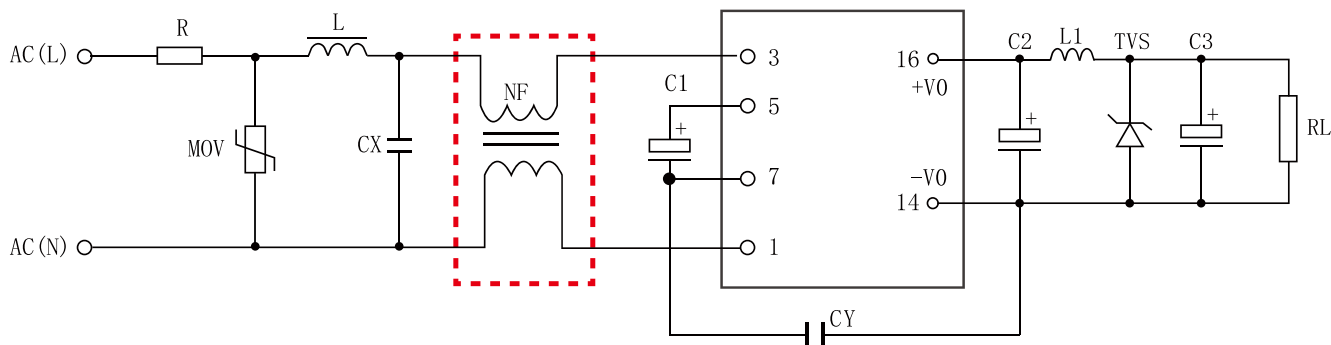 AC(L)
R
L
MOV
CX
AC(N)
NF
C1
+
3
5
7
1
16
+V0
-V0
14
CY
C2
+
L1
TVS
C3
+
RL